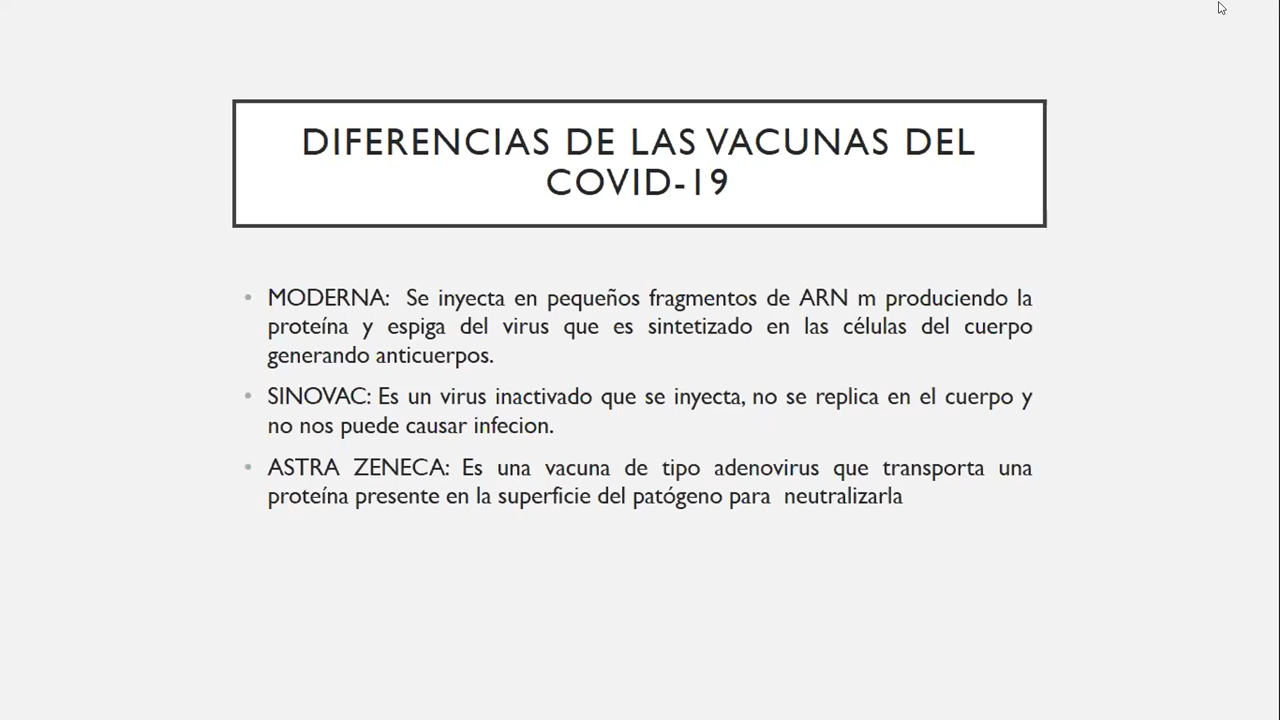 DIFERENCIAS DE LAS VACUNAS DEL
COVID-19
• MODERNA: Se inyecta en pequeños fragmentos de ARN m produciendo la
proteína y espiga del virus que es sintetizado en las células del cuerpo
generando anticuerpos.
• SINOVAC: Es un virus inactivado que se inyecta, no se replica en el cuerpo y
no nos puede causar infecion.
• ASTRA ZENECA: Es una vacuna de tipo adenovirus que transporta una
proteína presente en la superficie del patógeno para neutralizarla